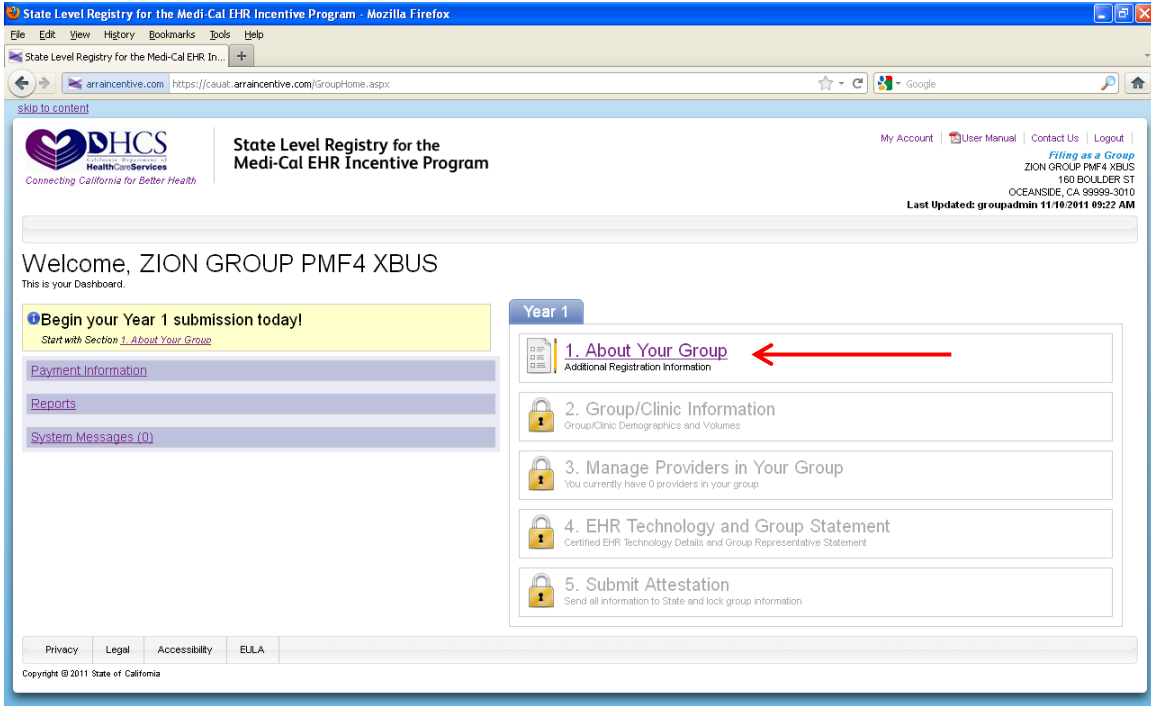 State Level Registry for the Medi-Cal EHR Incentive Program - Mozilla Firefox
File Edit View History Bookmarks Tools Help
State Level Registry for the Medi-Cal EHR In... +
arraincentive.com https://cauat.arraincentive.com/GroupHome.aspx Google
skip to content
My Account User Manual Contact Us Logout
DHCS
California Department of
HealthCareServices
Connecting California for Better Health
State Level Registry for the
Medi-Cal EHR Incentive Program
Filing as a Group
ZION GROUP PMF4 XBUS
160 BOULDER ST
OCEANSIDE, CA 99999-3010
Last Updated: groupadmin 11/10/2011 09:22 AM
Welcome, ZION GROUP PMF4 XBUS
This is your Dashboard.
Begin your Year 1 submission today!
Start with Section 1. About Your Group
Payment Information
Reports
System Messages (0)
Year 1
1. About Your Group
Additional Registration Information
2. Group/Clinic Information
Group/Clinic Demographics and Volumes
3. Manage Providers in Your Group
You currently have 0 providers in your group
4. EHR Technology and Group Statement
Certified EHR Technology Details and Group Representative Statement
5. Submit Attestation
Send all information to State and lock group information
Privacy Legal Accessibility EULA
Copyright © 2011 State of California